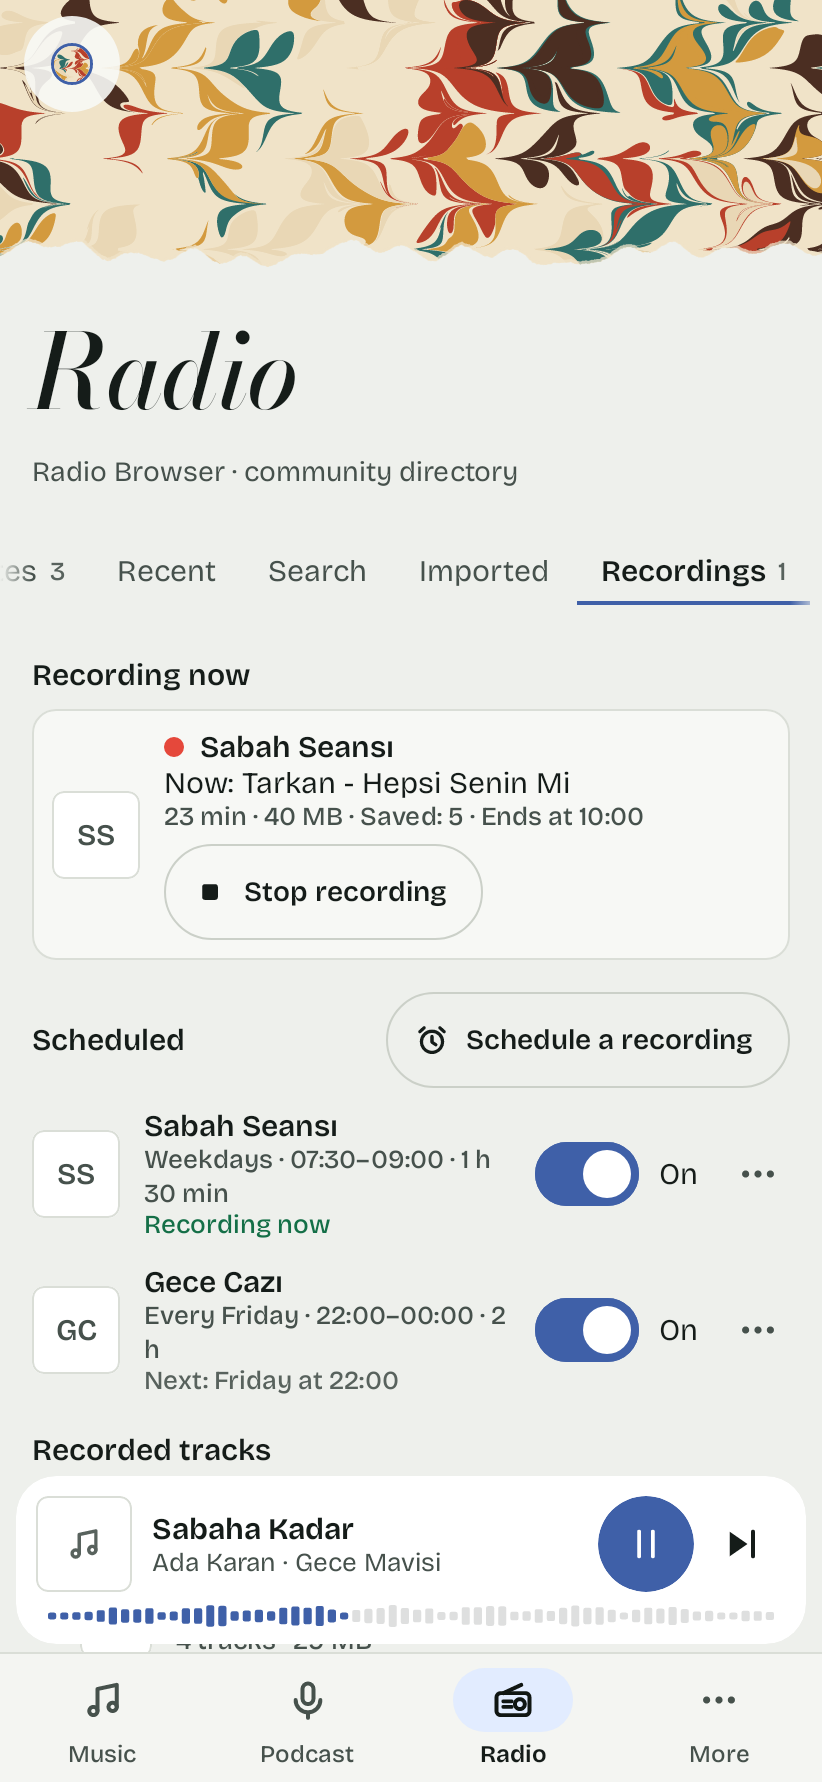 Radio
Radio Browser · community directory
es 3 Recent Search Imported Recordings 1
Recording now
SS
Sabah Seansı
Now: Tarkan - Hepsi Senin Mi
23 min · 40 MB · Saved: 5 · Ends at 10:00
Stop recording
Scheduled
Schedule a recording
SS
Sabah Seansı
Weekdays · 07:30–09:00 · 1 h
30 min
Recording now
On
GC
Gece Cazı
Every Friday · 22:00–00:00 · 2
h
Next: Friday at 22:00
On
Recorded tracks
Sabaha Kadar
Ada Karan · Gece Mavisi
Music Podcast Radio More